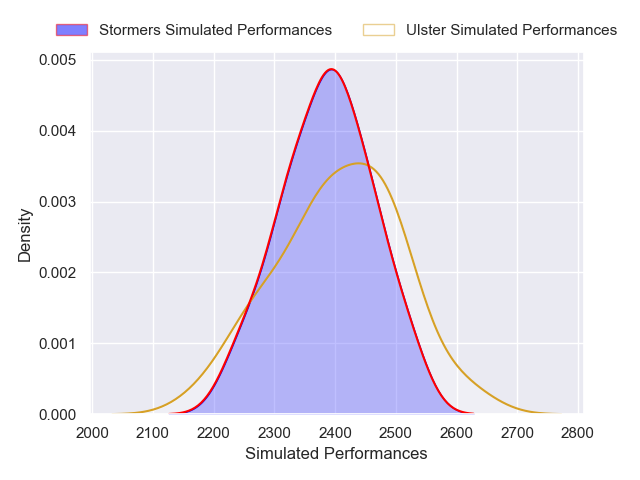 Stormers Simulated Performances
Ulster Simulated Performances
0.005
0.004
0.003
0.002
0.001
0.000
Density
2000 2100 2200 2300 2400 2500 2600 2700 2800
Simulated Performances